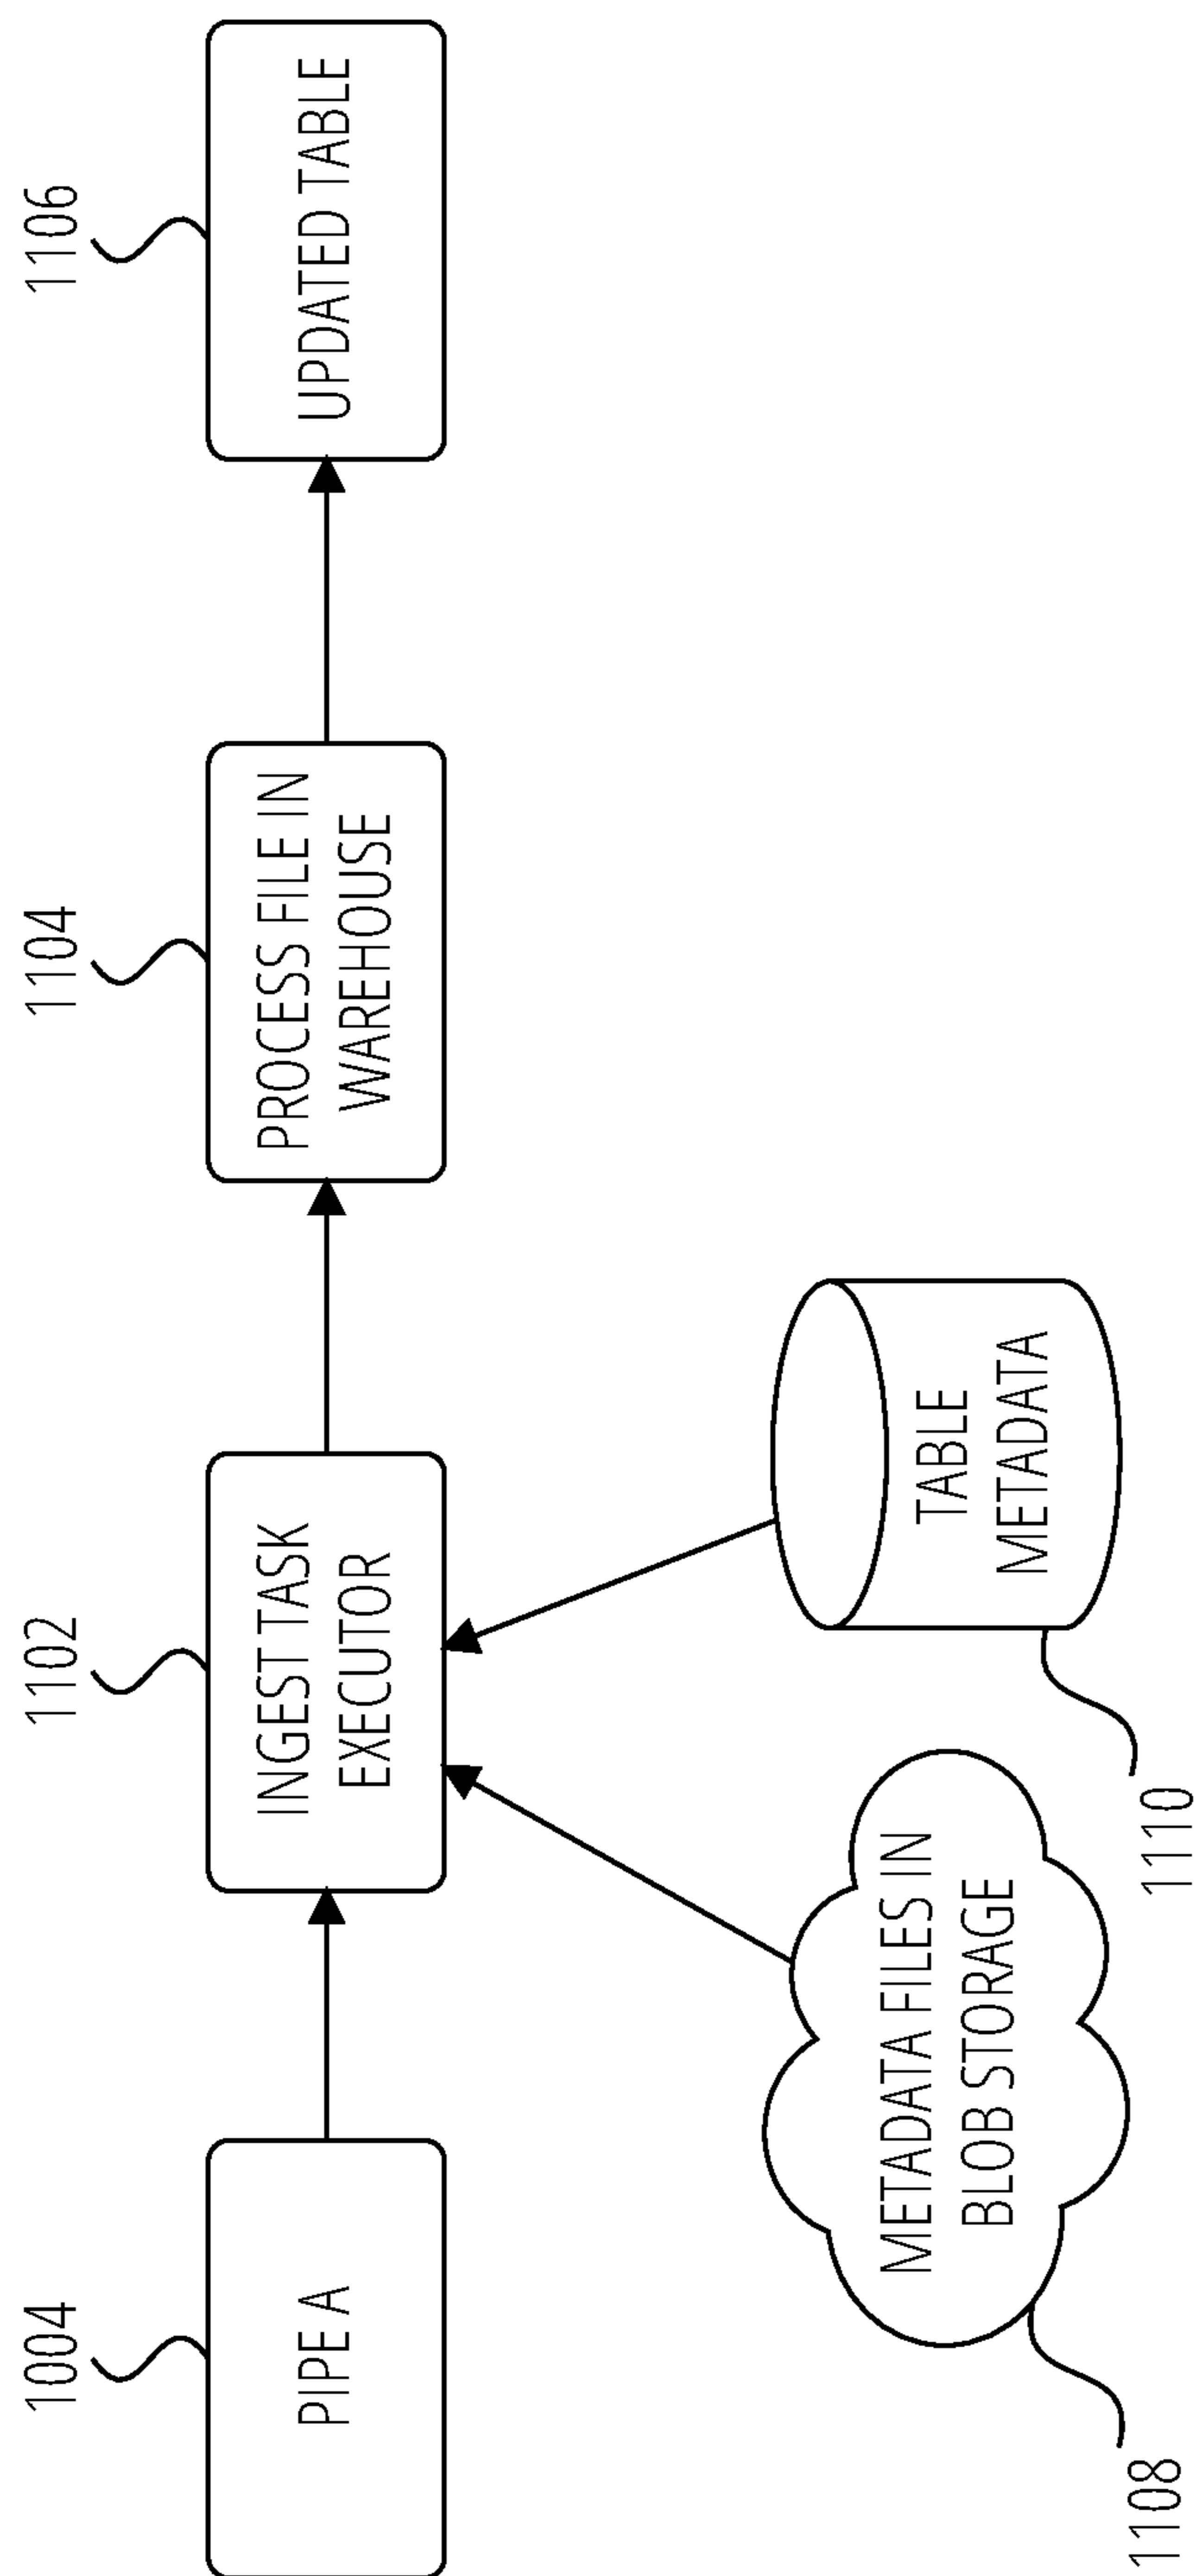 1004
1102
1104
1106
PIPE A
INGEST TASK
EXECUTOR
PROCESS FILE IN
WAREHOUSE
UPDATED TABLE
METADATA FILES IN
BLOB STORAGE
TABLE
METADATA
1108
1110